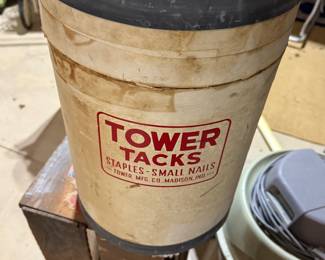 TOWER
TACKS
STAPLES-SMALL NAILS
TOWER. MFG. CO. MADISON, IND.